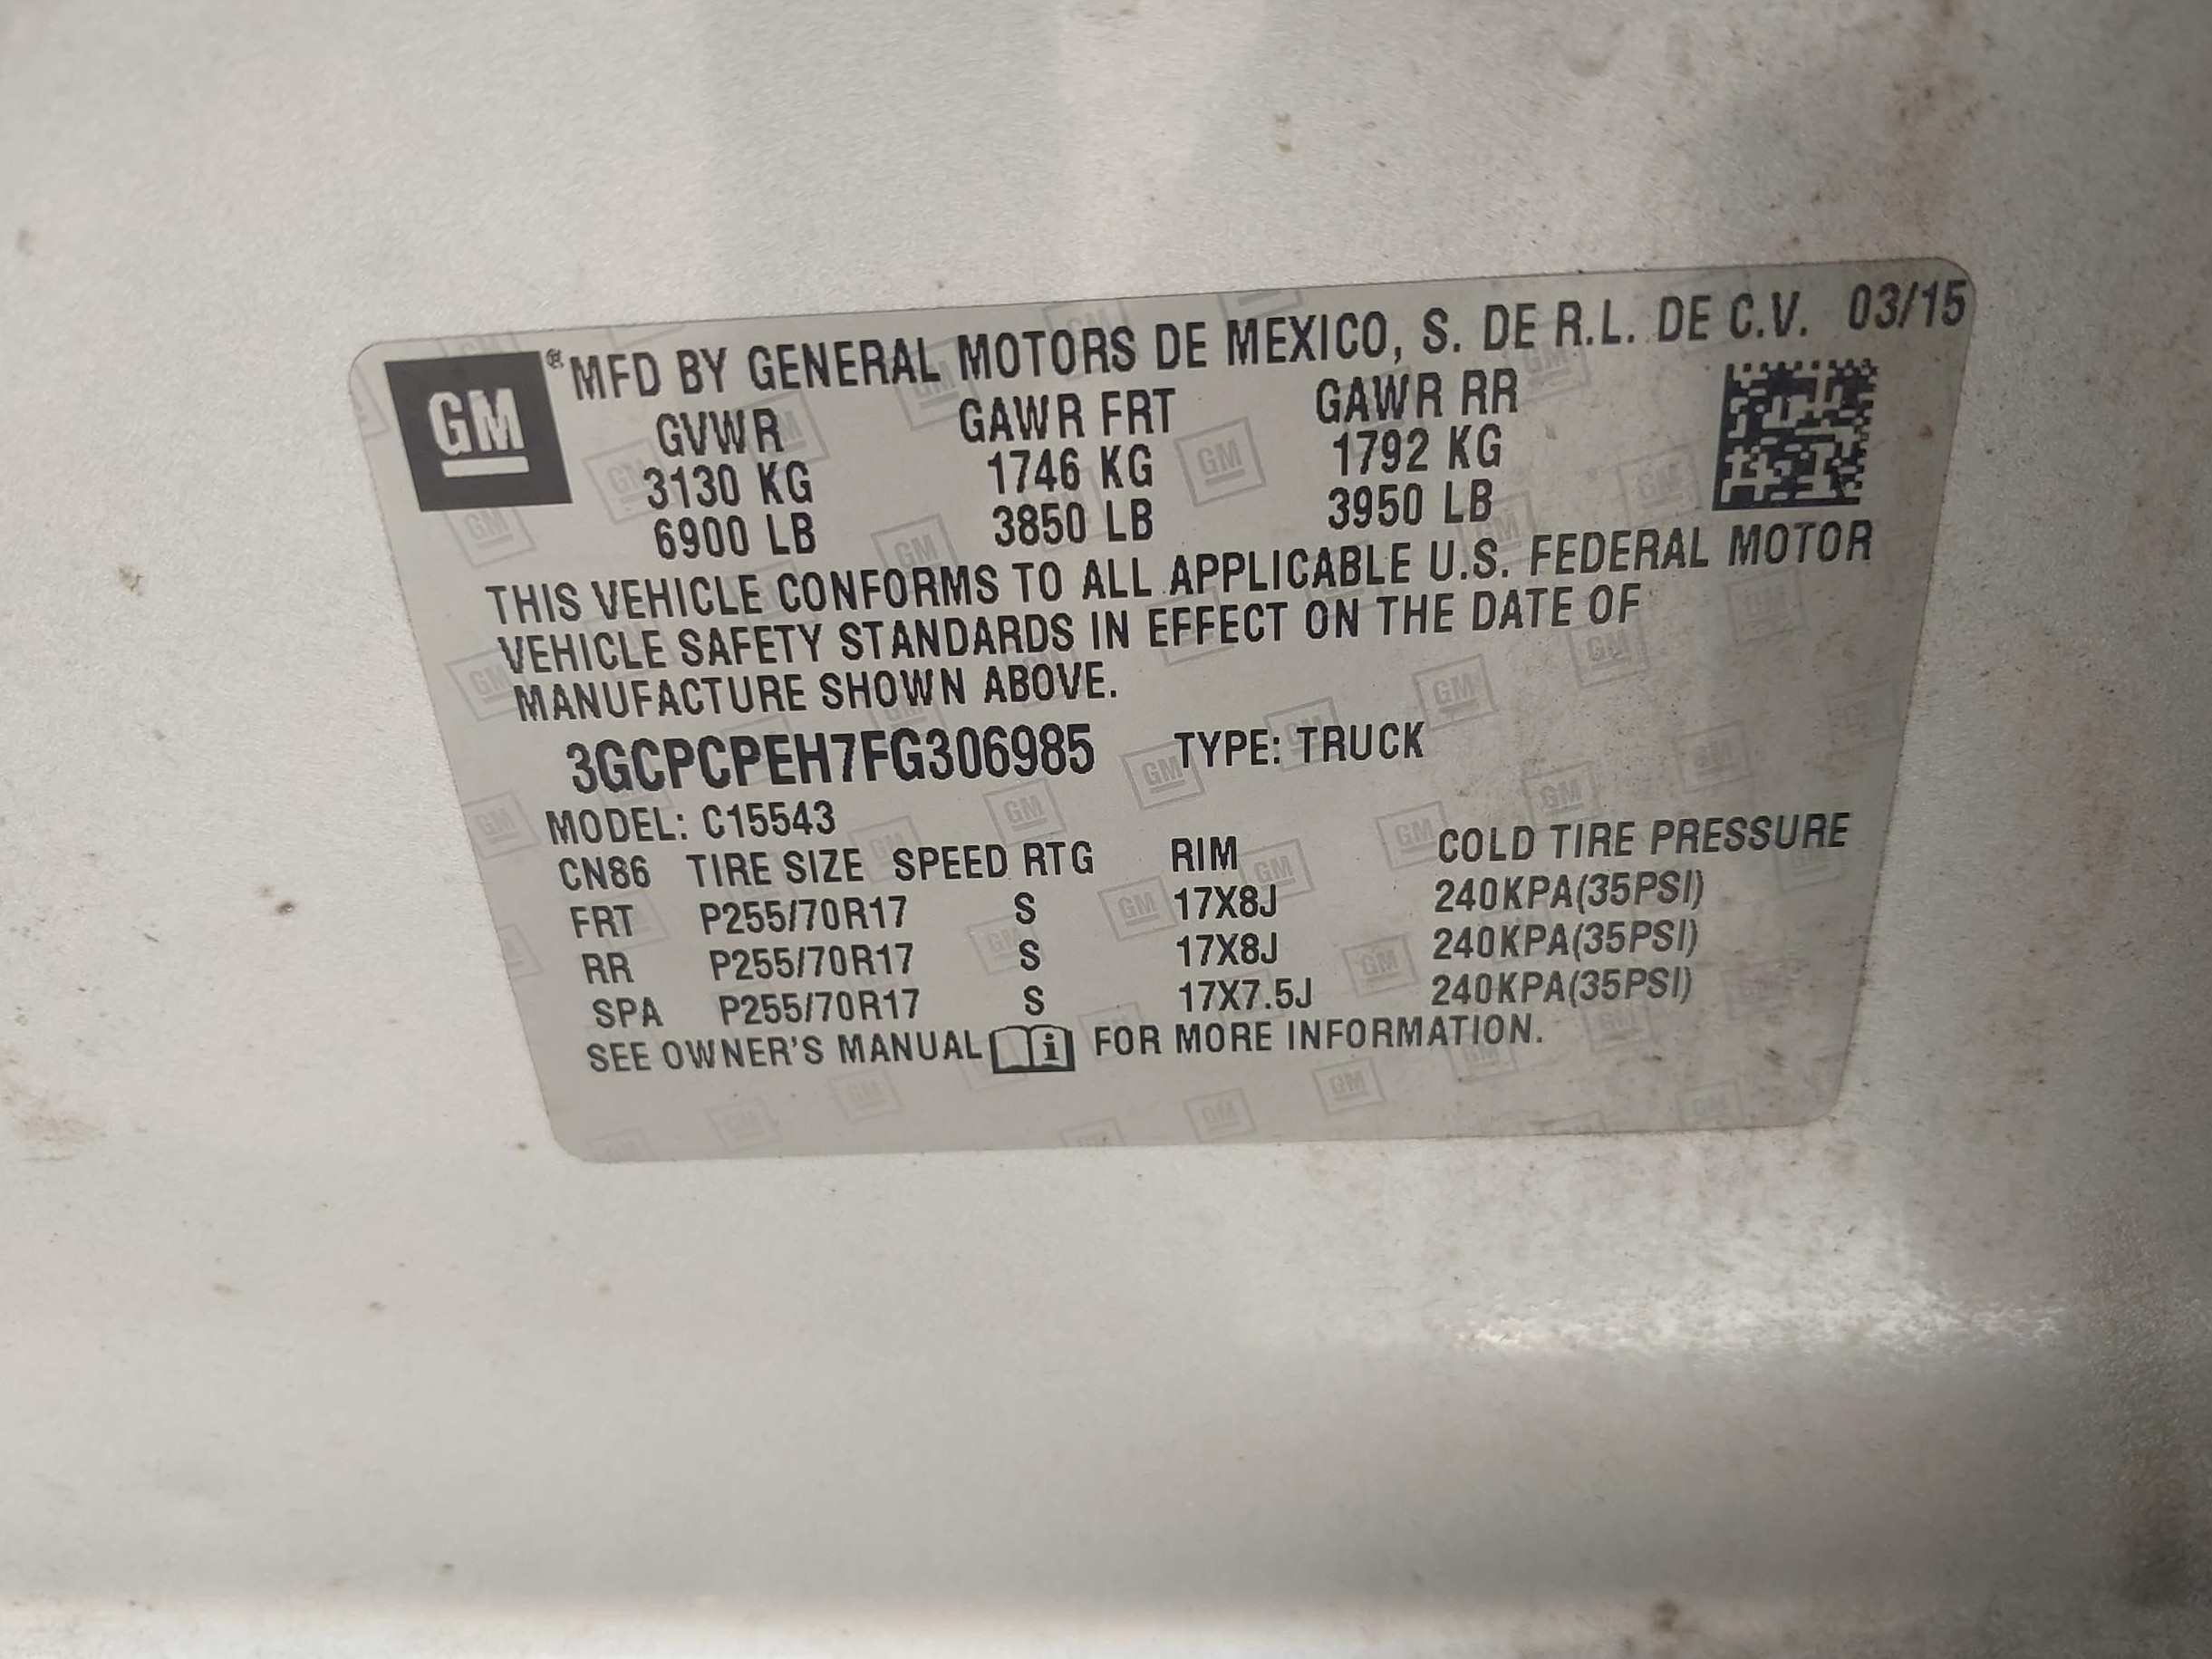 GM ® MFD BY GENERAL MOTORS DE MEXICO, S. DE R.L. DE C.V. 03/15
GVWR GAWR FRT GAWR RR
3130 KG 1746 KG 1792 KG
6900 LB 3850 LB 3950 LB
THIS VEHICLE CONFORMS TO ALL APPLICABLE U.S. FEDERAL MOTOR
VEHICLE SAFETY STANDARDS IN EFFECT ON THE DATE OF
MANUFACTURE SHOWN ABOVE.
3GCPCPEH7FG306985 TYPE: TRUCK
MODEL: C15543
CN86 TIRE SIZE SPEED RTG RIM COLD TIRE PRESSURE
FRT P255/70R17 S 17X8J 240KPA(35PSI)
RR P255/70R17 S 17X8J 240KPA(35PSI)
SPA P255/70R17 S 17X7.5J 240KPA(35PSI)
SEE OWNER'S MANUAL i FOR MORE INFORMATION.